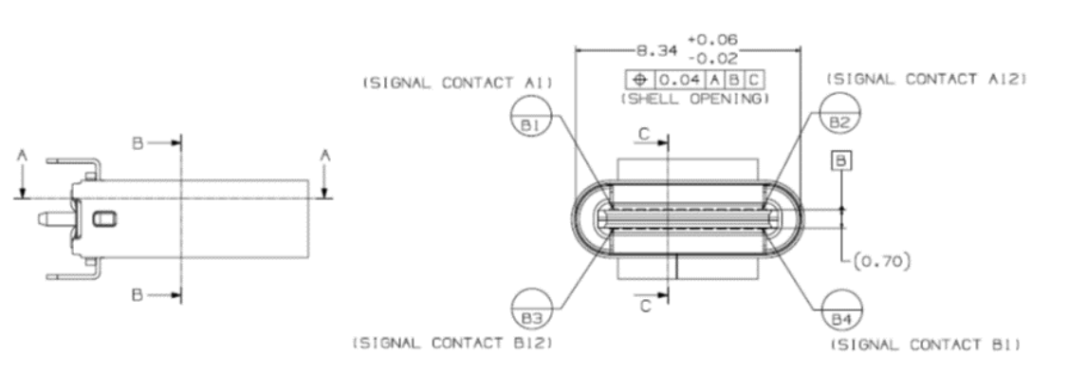 +0.06
8.34
-0.02
⌖ 0.04 A B C
(SHELL OPENING)
(SIGNAL CONTACT A1)
(SIGNAL CONTACT A12)
B1
B2
B
C
B
A
A
(0.70)
B
C
B3
B4
(SIGNAL CONTACT B12)
(SIGNAL CONTACT B1)